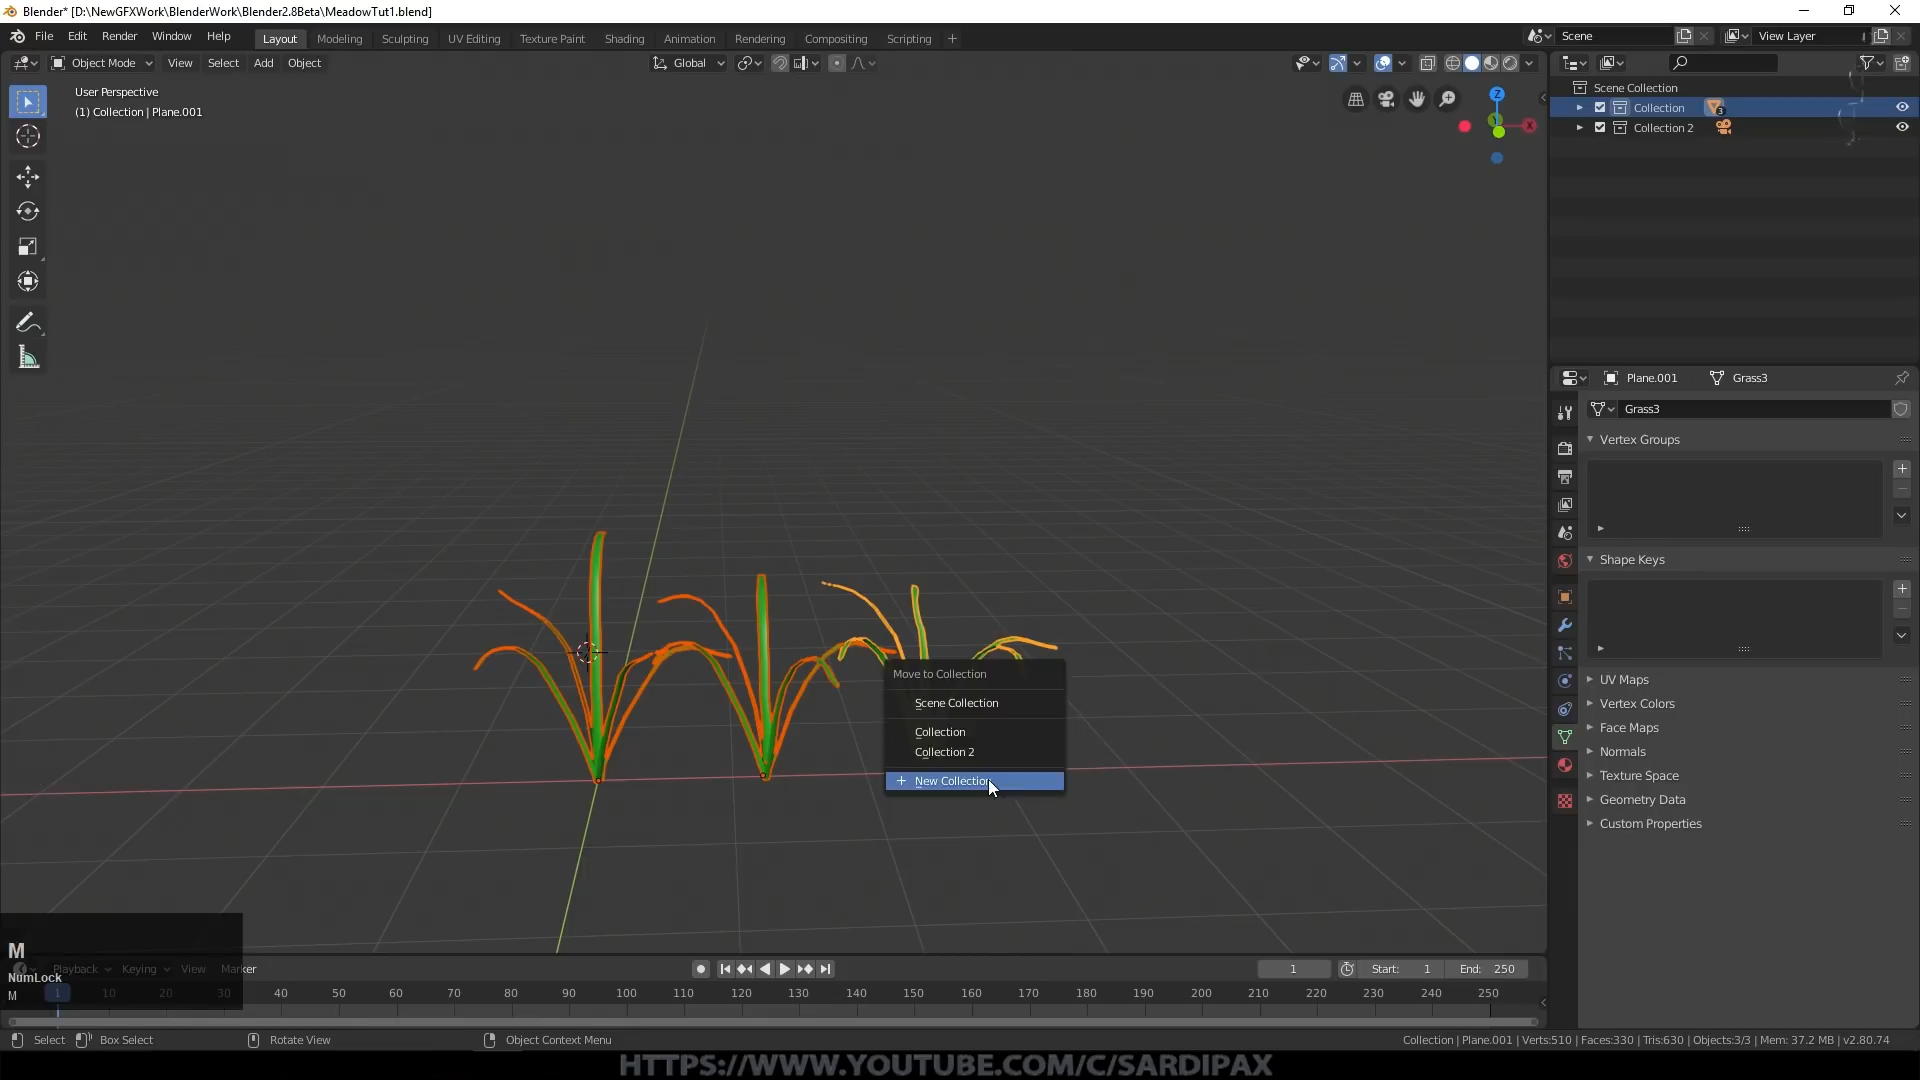 Blender* [D:\NewGFXWork\BlenderWork\Blender2.8Beta\MeadowTut1.blend]
File Edit Render Window Help
Layout Modeling Sculpting UV Editing Texture Paint Shading Animation Rendering Compositing Scripting +
Scene
View Layer
Object Mode View Select Add Object
Global
User Perspective
(1) Collection | Plane.001
Z
X
Scene Collection
Collection 3
Collection 2
Plane.001 Grass3
Grass3
Vertex Groups
Shape Keys
UV Maps
Vertex Colors
Face Maps
Normals
Texture Space
Geometry Data
Custom Properties
Move to Collection
Scene Collection
Collection
Collection 2
+ New Collection
M
NumLock
M
Playback Keying View Marker
1
Start: 1 End: 250
1 10 20 30 40 50 60 70 80 90 100 110 120 130 140 150 160 170 180 190 200 210 220 230 240 250
Select Box Select Rotate View Object Context Menu
Collection | Plane.001 | Verts:510 | Faces:330 | Tris:630 | Objects:3/3 | Mem: 37.2 MB | v2.80.74
HTTPS://WWW.YOUTUBE.COM/C/SARDIPAX